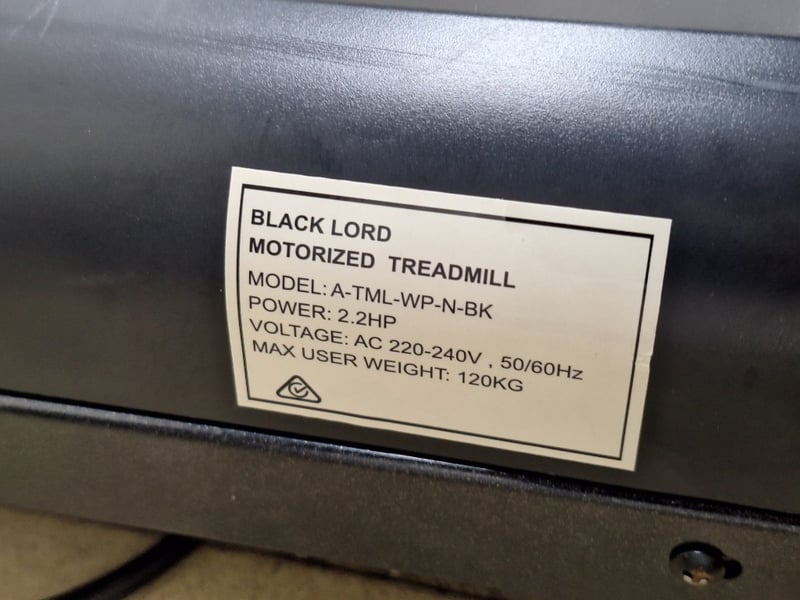 BLACK LORD
MOTORIZED TREADMILL
MODEL: A-TML-WP-N-BK
POWER: 2.2HP
VOLTAGE: AC 220-240V , 50/60Hz
MAX USER WEIGHT: 120KG